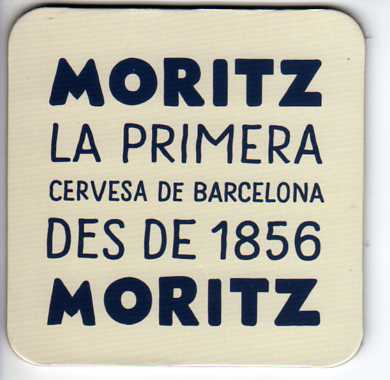 MORITZ
LA PRIMERA
CERVESA DE BARCELONA
DES DE 1856
MORITZ